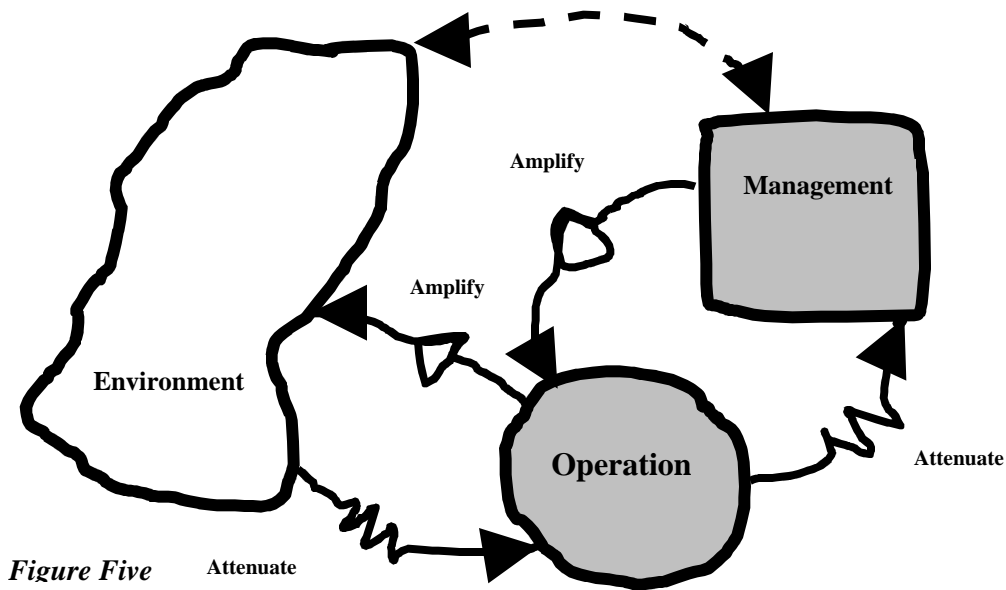 Amplify
Management
Amplify
Environment
Operation
Attenuate
Figure Five
Attenuate